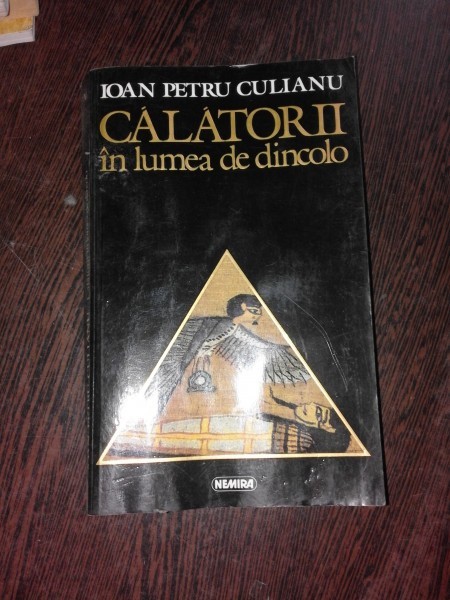 IOAN PETRU CULIANU
CĂLĂTORII
în lumea de dincolo
NEMIRA